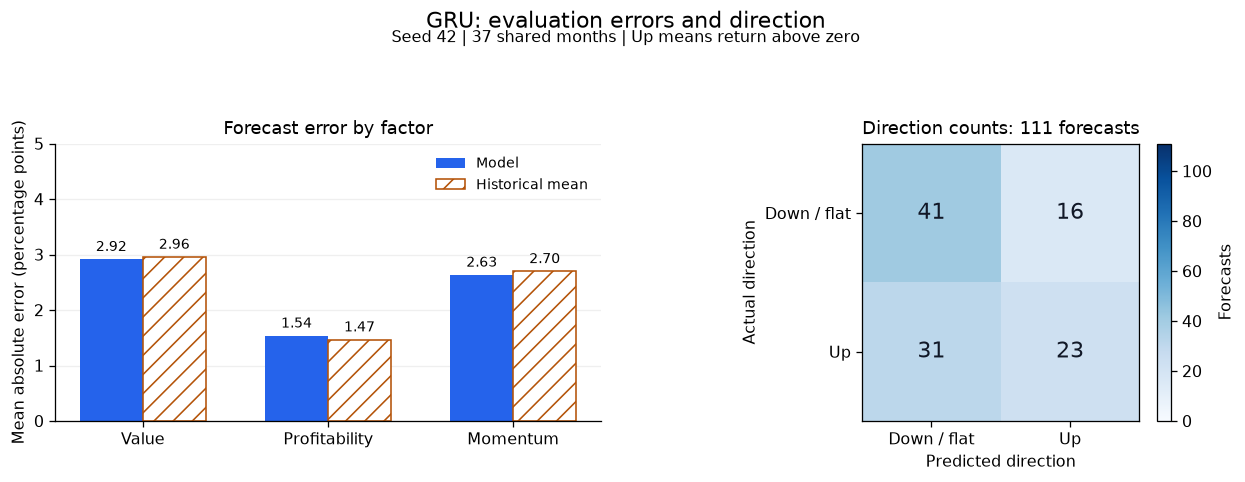 GRU: evaluation errors and direction
Seed 42 | 37 shared months | Up means return above zero
Forecast error by factor
Mean absolute error (percentage points)
5
4
3
2
1
0
Model
Historical mean
2.92
2.96
1.54
1.47
2.63
2.70
Value
Profitability
Momentum
Direction counts: 111 forecasts
Actual direction
Down / flat
Up
41
16
31
23
Down / flat
Up
Predicted direction
100
80
60
40
20
0
Forecasts